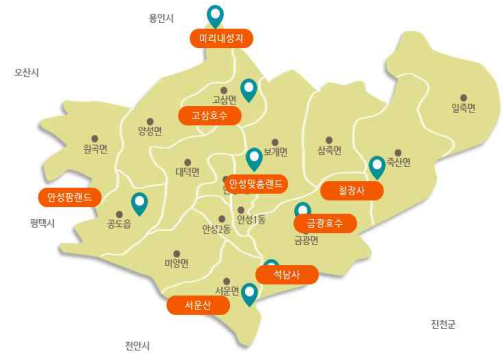 용인시
미리내성지
오산시
고삼면
일죽면
고삼호수
양성면
원곡면
보개면
삼죽면
죽산면
대덕면
안성맞춤랜드
칠장사
안성팜랜드
공도읍
안성1동
금광호수
평택시
안성2동
금광면
미양면
석남사
서운면
서운산
진천군
천안시